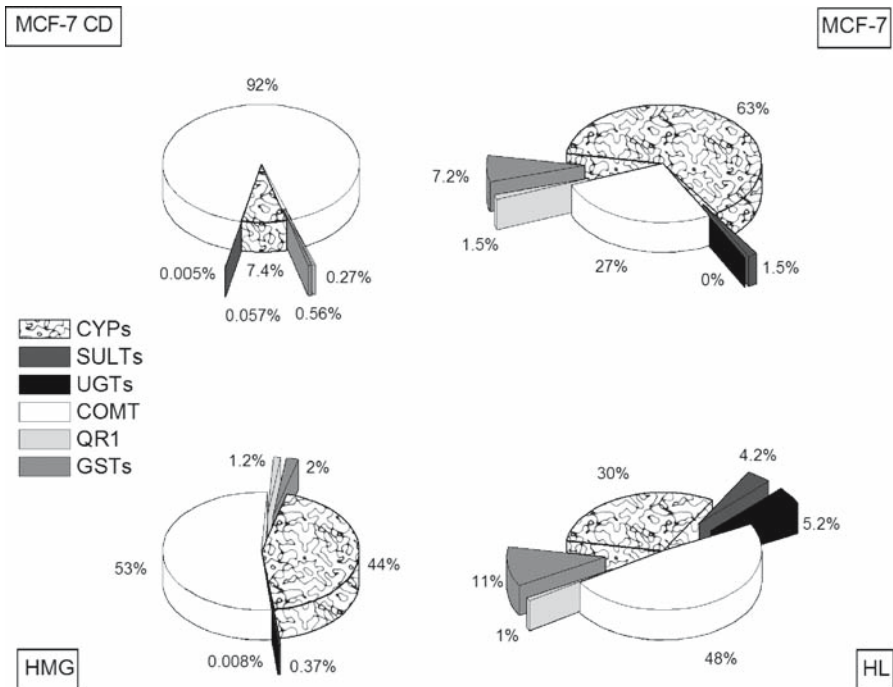 MCF-7 CD
MCF-7
92%
0.005%
7.4%
0.27%
0.057%
0.56%
63%
7.2%
1.5%
27%
0%
1.5%
CYPs
SULTs
UGTs
COMT
QR1
GSTs
1.2%
2%
53%
44%
0.008%
0.37%
HMG
30%
4.2%
5.2%
11%
1%
48%
HL